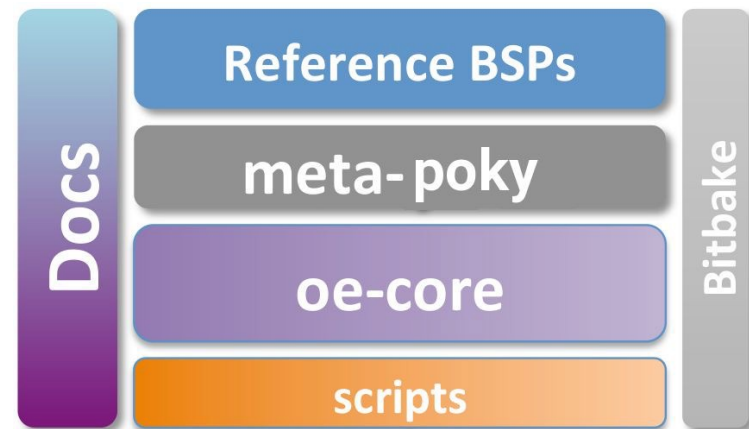 Docs
Reference BSPs
meta-poky
oe-core
scripts
Bitbake